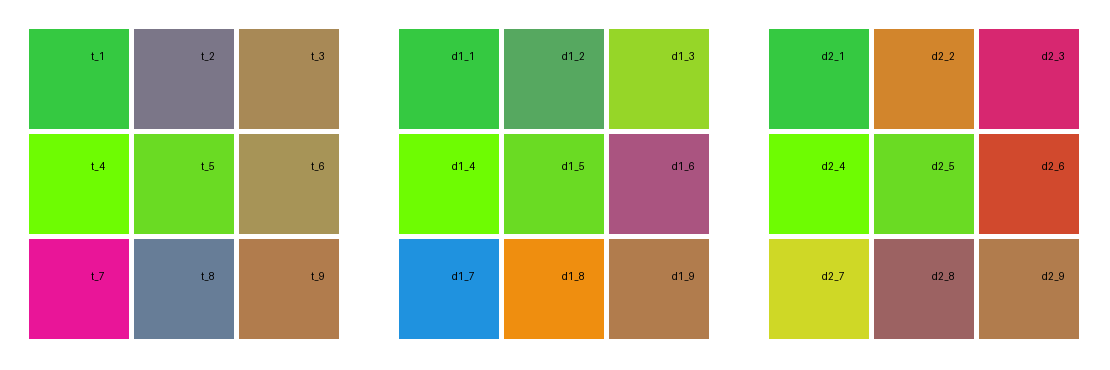 t_1 t_2 t_3 d1_1 d1_2 d1_3 d2_1 d2_2 d2_3
t_4 t_5 t_6 d1_4 d1_5 d1_6 d2_4 d2_5 d2_6
t_7 t_8 t_9 d1_7 d1_8 d1_9 d2_7 d2_8 d2_9